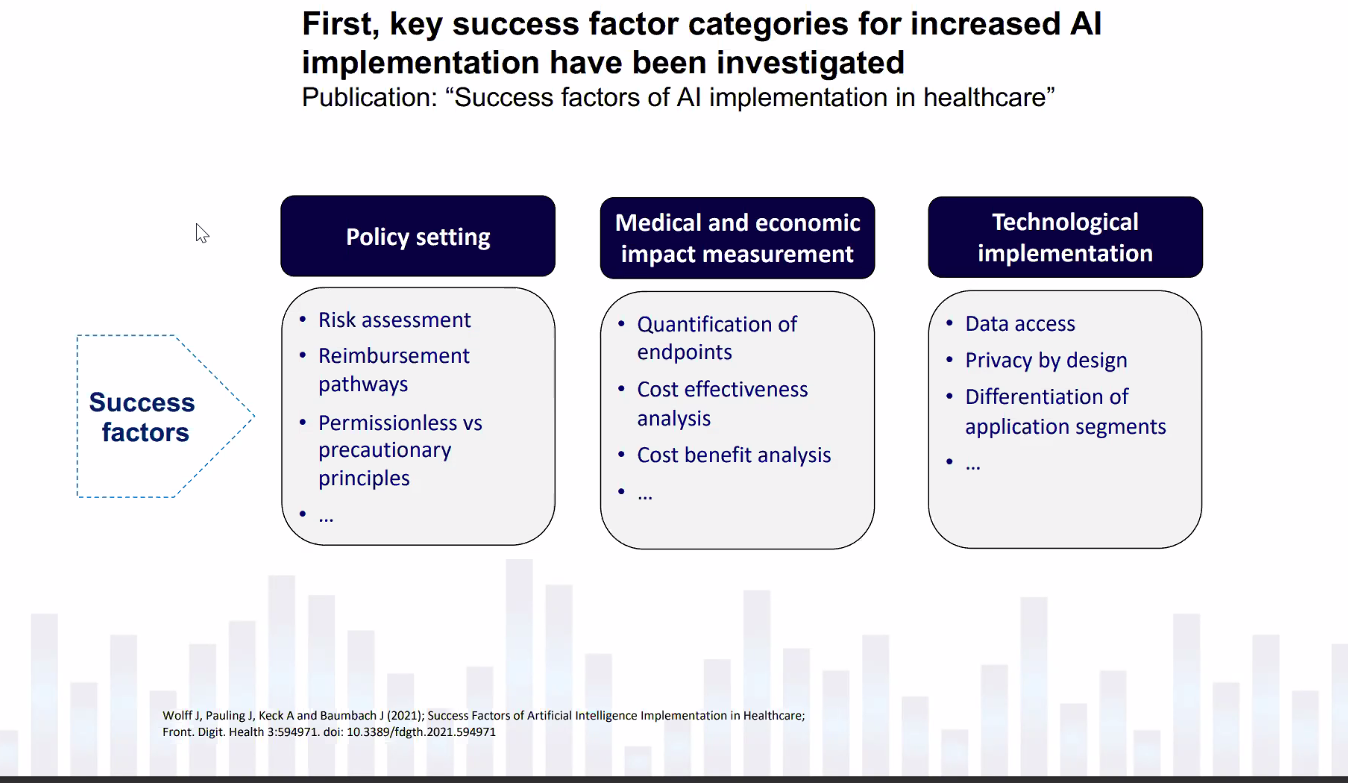 First, key success factor categories for increased AI
implementation have been investigated
Publication: “Success factors of AI implementation in healthcare”
Success
factors
Policy setting
• Risk assessment
• Reimbursement
pathways
• Permissionless vs
precautionary
principles
• ...
Medical and economic
impact measurement
• Quantification of
endpoints
• Cost effectiveness
analysis
• Cost benefit analysis
• ...
Technological
implementation
• Data access
• Privacy by design
• Differentiation of
application segments
• ...
Wolff J, Pauling J, Keck A and Baumbach J (2021); Success Factors of Artificial Intelligence Implementation in Healthcare;
Front. Digit. Health 3:594971. doi: 10.3389/fdgth.2021.594971